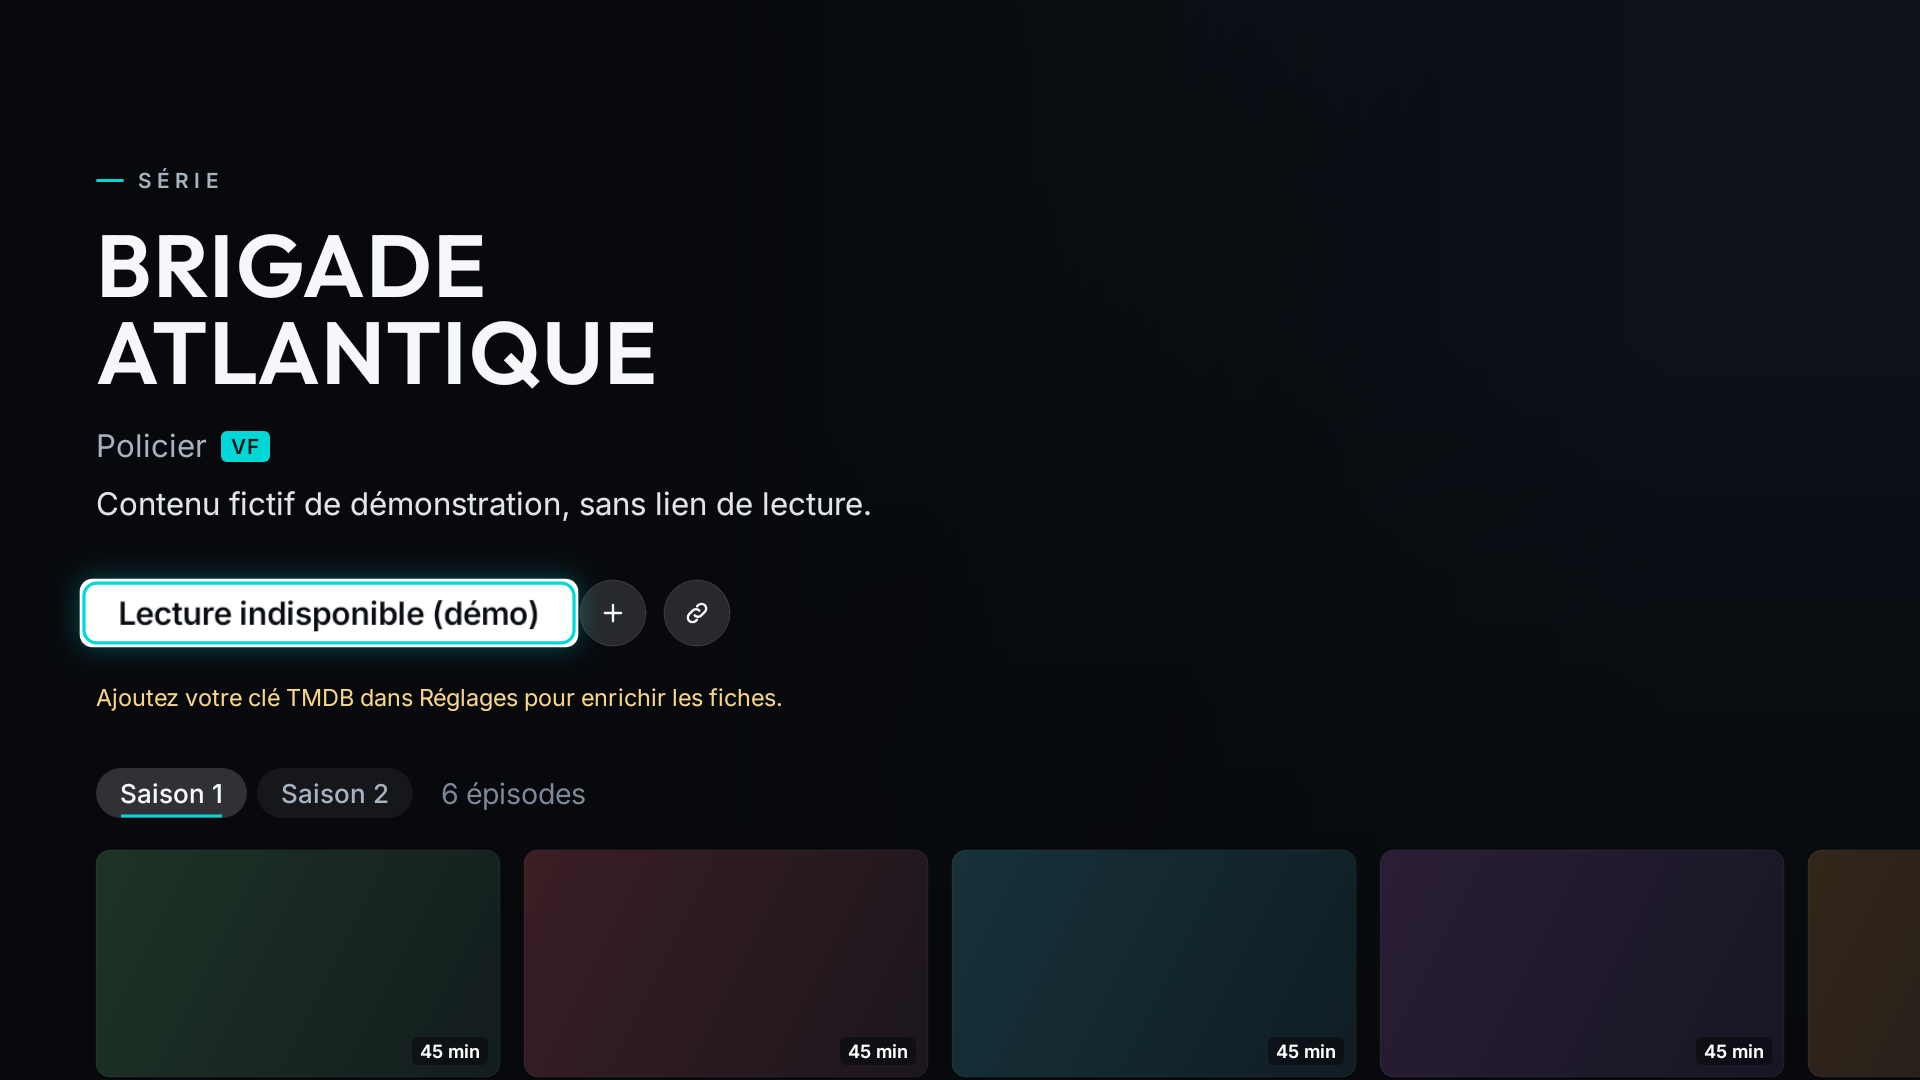 SÉRIE
BRIGADE
ATLANTIQUE
Policier VF
Contenu fictif de démonstration, sans lien de lecture.
Lecture indisponible (démo)
Ajoutez votre clé TMDB dans Réglages pour enrichir les fiches.
Saison 1 Saison 2 6 épisodes
45 min 45 min 45 min 45 min